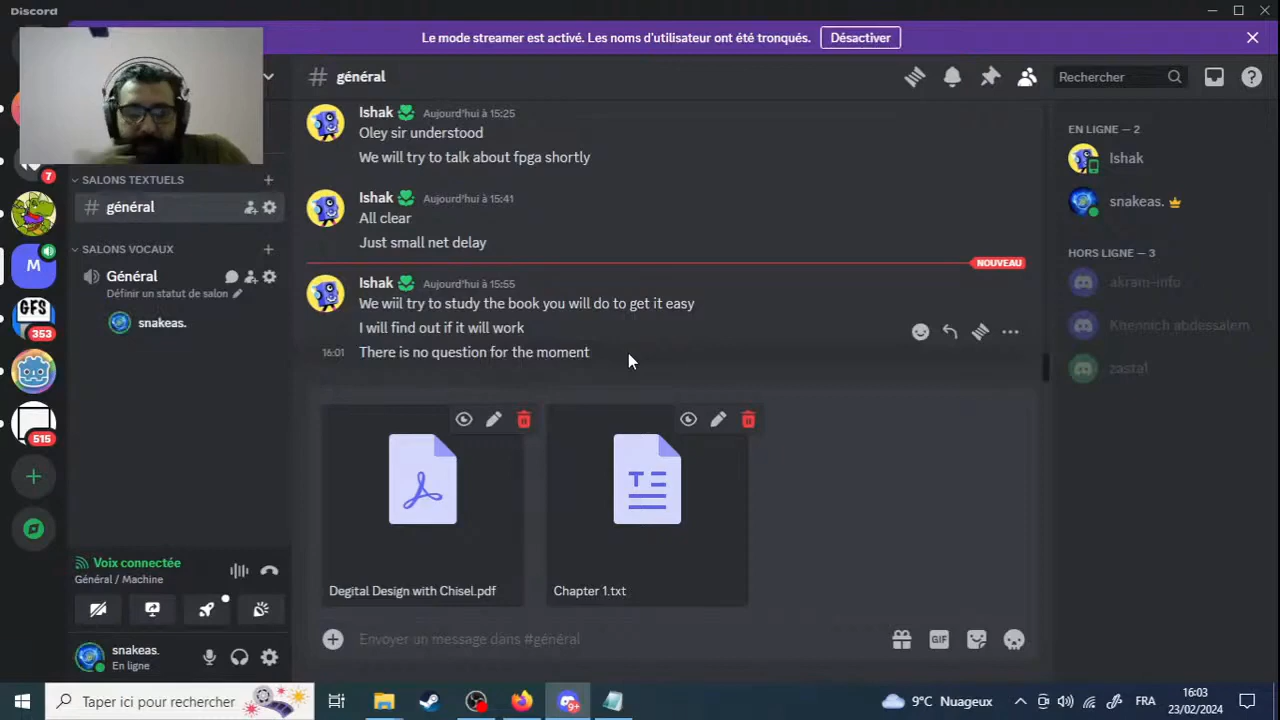 Discord
Le mode streamer est activé. Les noms d'utilisateur ont été tronqués.
Désactiver
général
Rechercher
7
353
515
SALONS TEXTUELS
général
SALONS VOCAUX
Général
Définir un statut de salon
snakeas.
M
GFS
Ishak
Aujourd'hui à 15:25
Oley sir understood
We will try to talk about fpga shortly
Ishak
Aujourd'hui à 15:41
All clear
Just small net delay
NOUVEAU
Ishak
Aujourd'hui à 15:55
We wiil try to study the book you will do to get it easy
I will find out if it will work
16:01
There is no question for the moment
Degital Design with Chisel.pdf
Chapter 1.txt
Envoyer un message dans #général
GIF
EN LIGNE — 2
Ishak
snakeas.
HORS LIGNE — 3
akram-info
Khennich abdessalem
zasta1
Voix connectée
Général / Machine
snakeas.
En ligne
Taper ici pour rechercher
9+
9°C Nuageux
FRA
16:03
23/02/2024